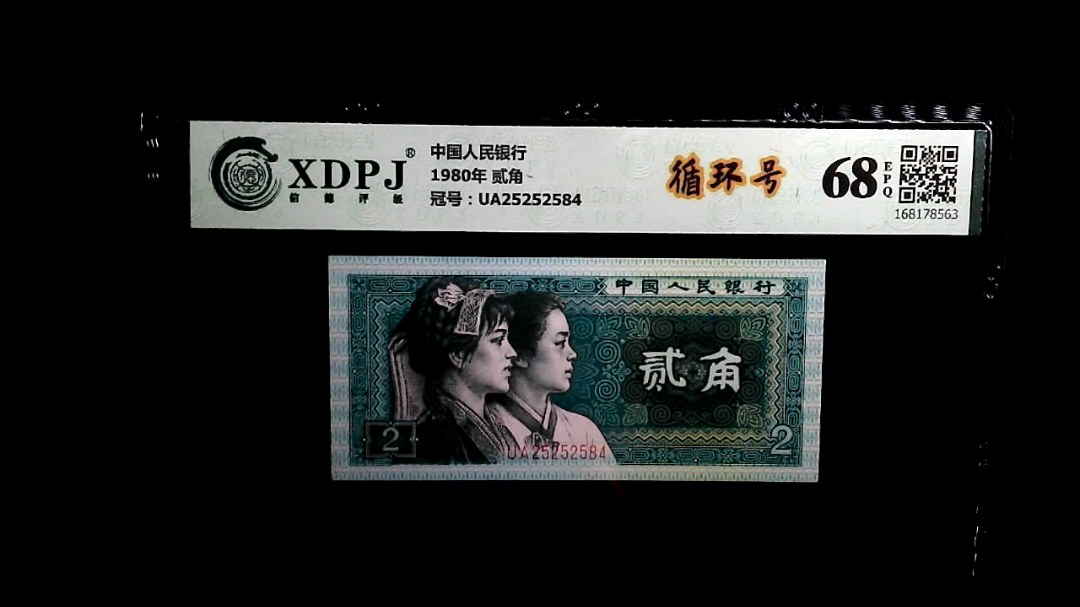 XDPJ®
信德评级
中国人民银行
1980年 贰角
冠号：UA25252584
循环号
68
EPQ
168178563
中国人民银行
贰角
2
2
UA25252584